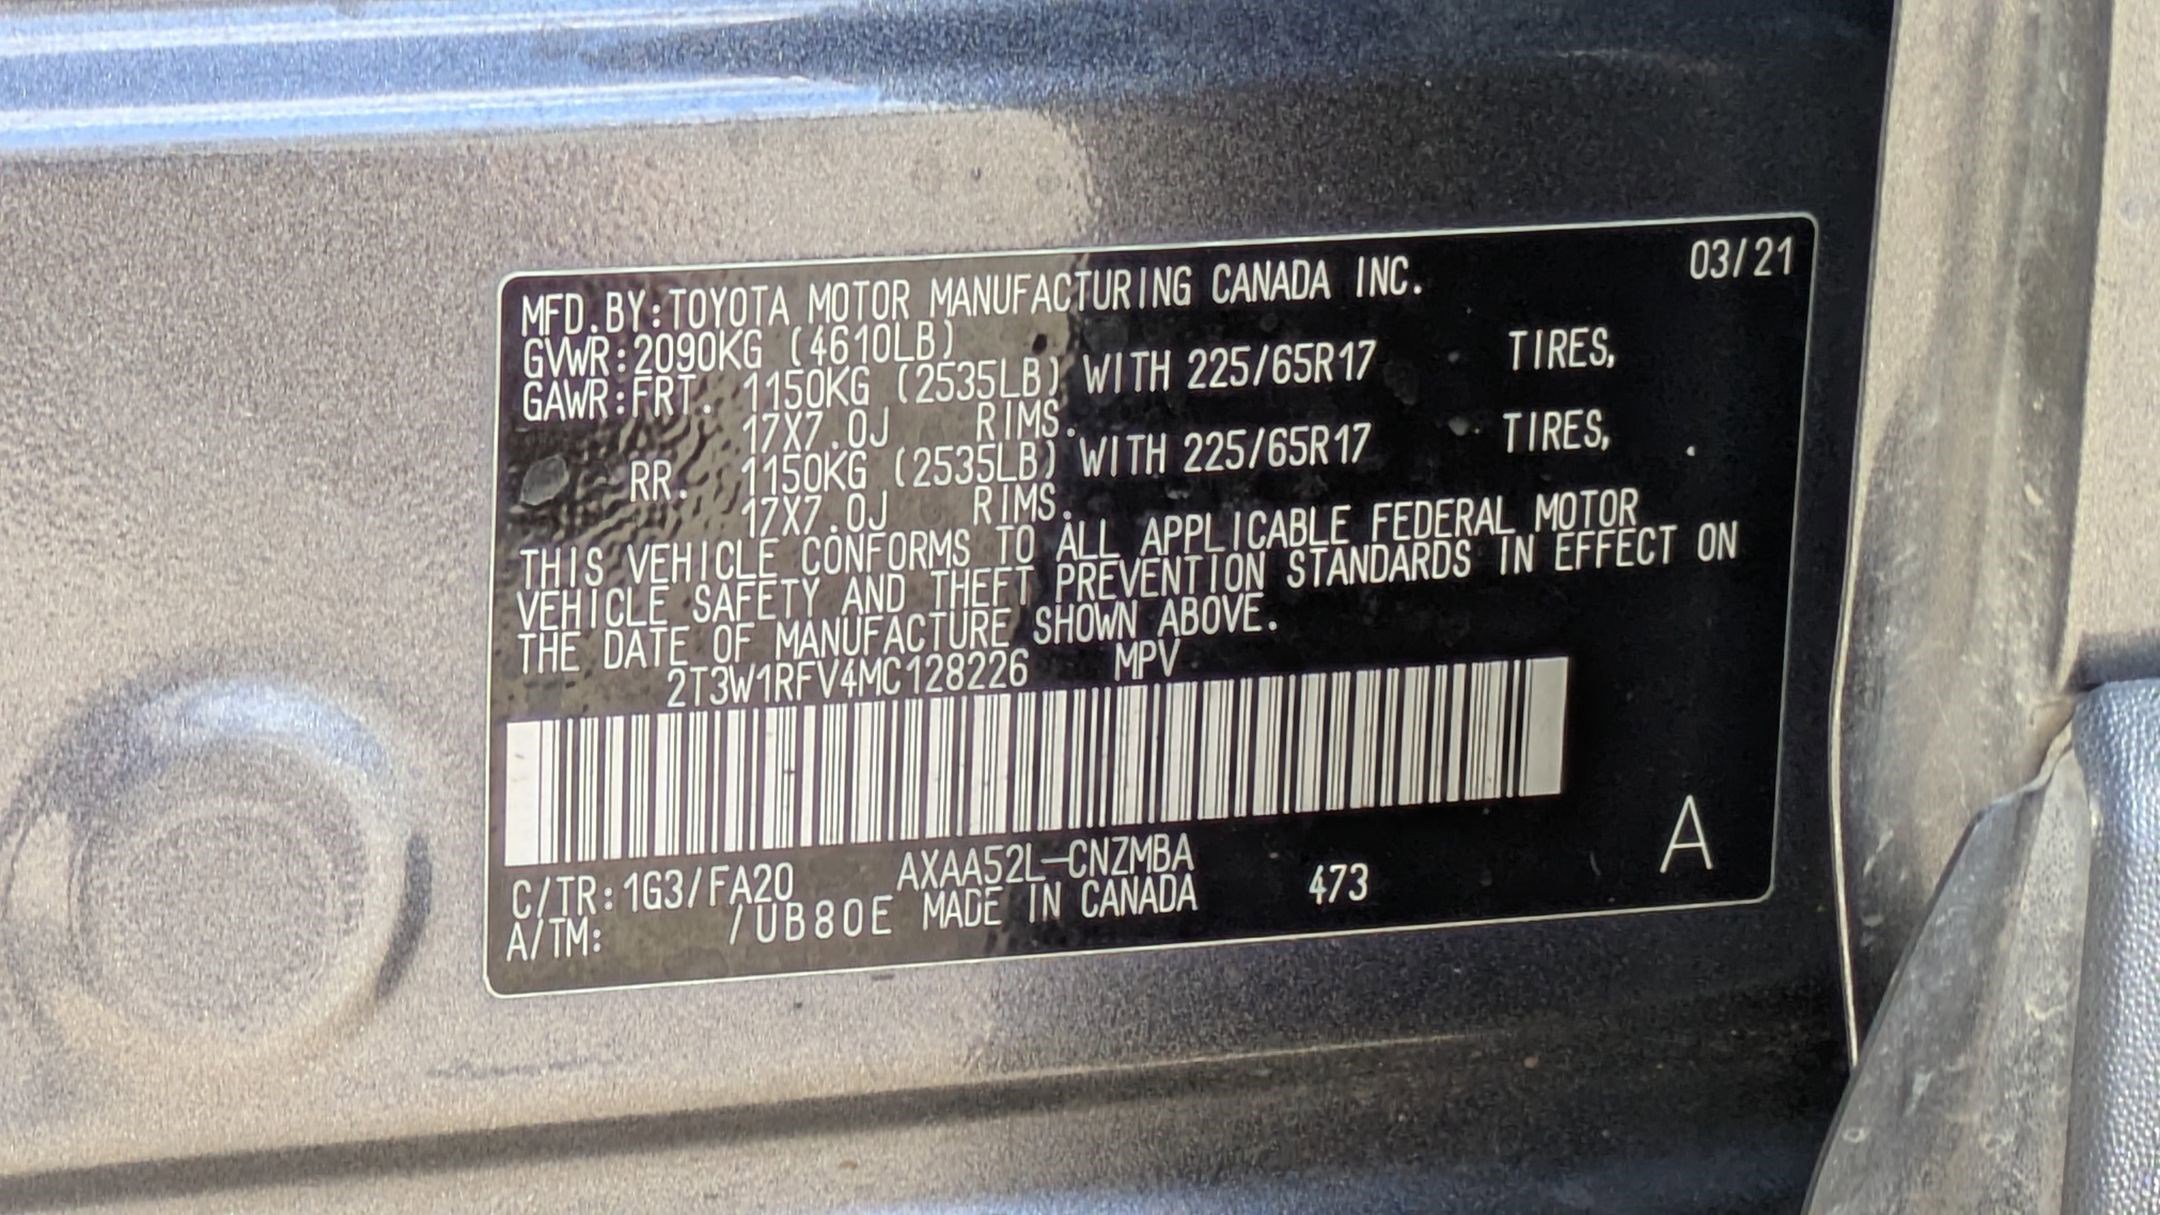 03/21
MFD.BY:TOYOTA MOTOR MANUFACTURING CANADA INC.
GVWR:2090KG (4610LB)
GAWR:FRT. 1150KG (2535LB) WITH 225/65R17 TIRES,
17X7.0J RIMS.
RR. 1150KG (2535LB) WITH 225/65R17 TIRES,
17X7.0J RIMS.
THIS VEHICLE CONFORMS TO ALL APPLICABLE FEDERAL MOTOR
VEHICLE SAFETY AND THEFT PREVENTION STANDARDS IN EFFECT ON
THE DATE OF MANUFACTURE SHOWN ABOVE.
2T3W1RFV4MC128226 MPV
C/TR:1G3/FA20 AXAA52L-CNZMBA
A/TM: /UB80E MADE IN CANADA 473
A